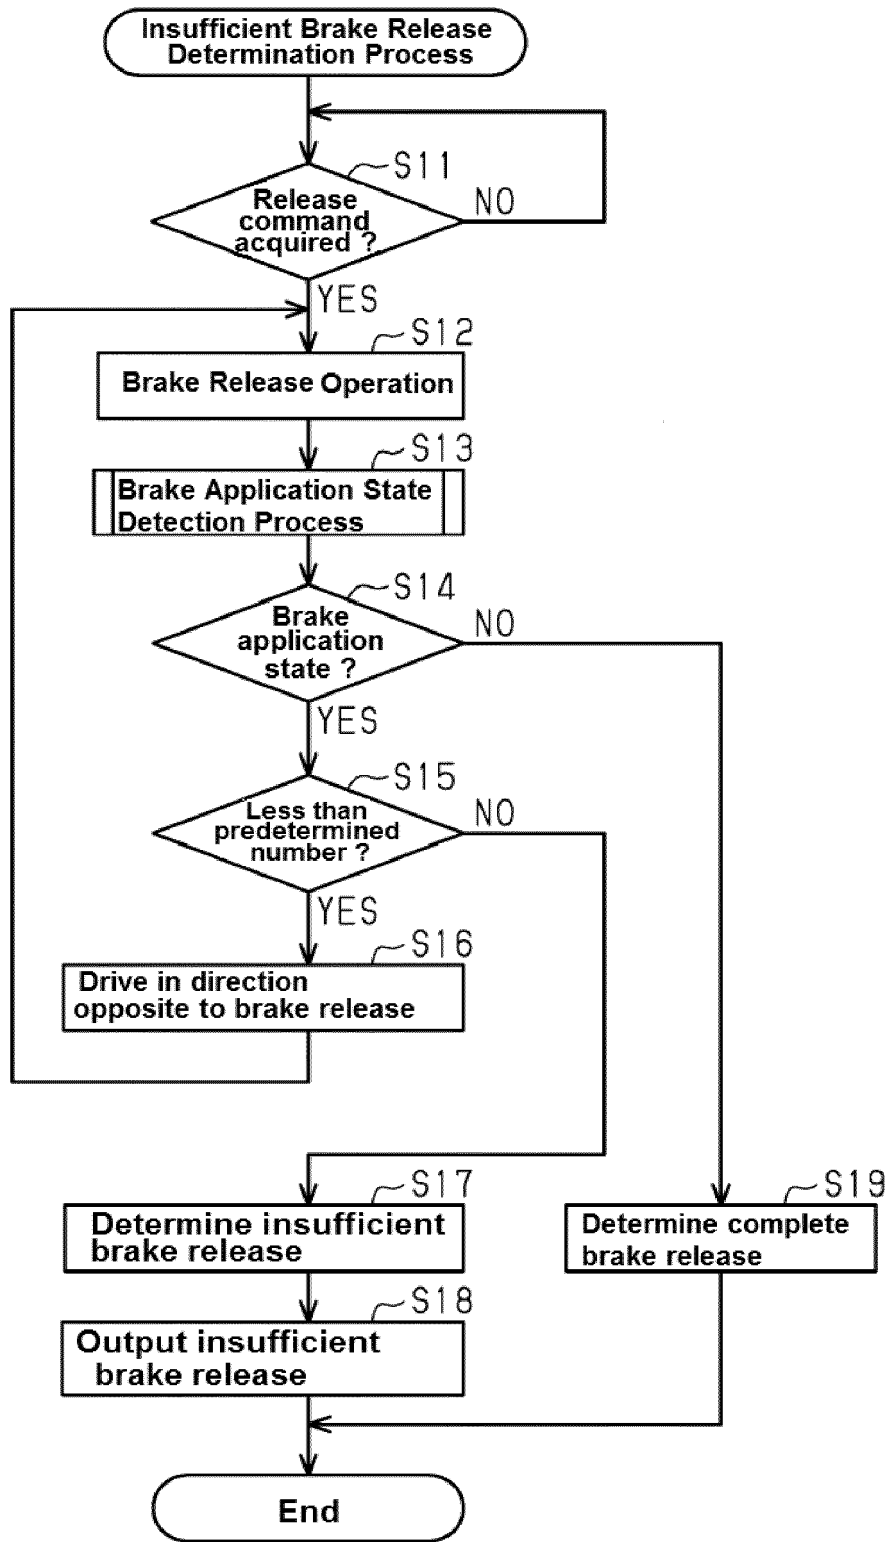 Insufficient Brake Release
Determination Process
S11
Release
command
acquired ?
NO
YES
S12
Brake Release Operation
S13
Brake Application State
Detection Process
S14
Brake
application
state ?
NO
YES
S15
Less than
predetermined
number ?
NO
YES
S16
Drive in direction
opposite to brake release
S17
Determine insufficient
brake release
S19
Determine complete
brake release
S18
Output insufficient
brake release
End